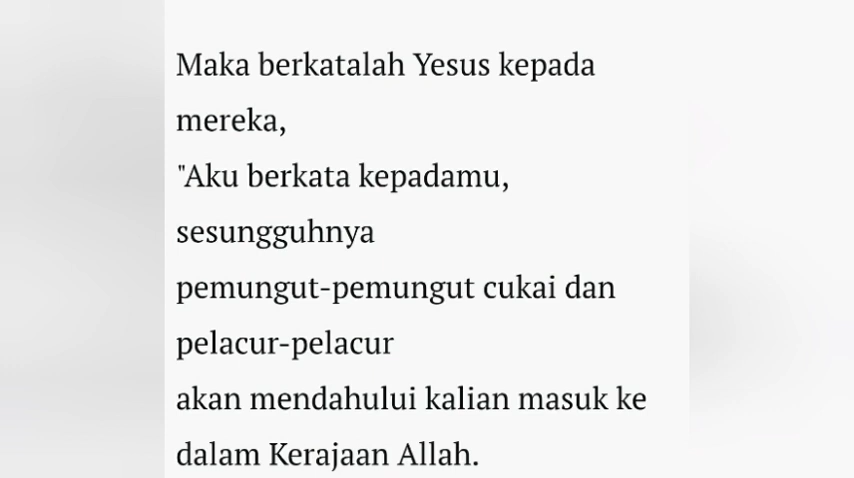 Maka berkatalah Yesus kepada
mereka,
"Aku berkata kepadamu,
sesungguhnya
pemungut-pemungut cukai dan
pelacur-pelacur
akan mendahului kalian masuk ke
dalam Kerajaan Allah.